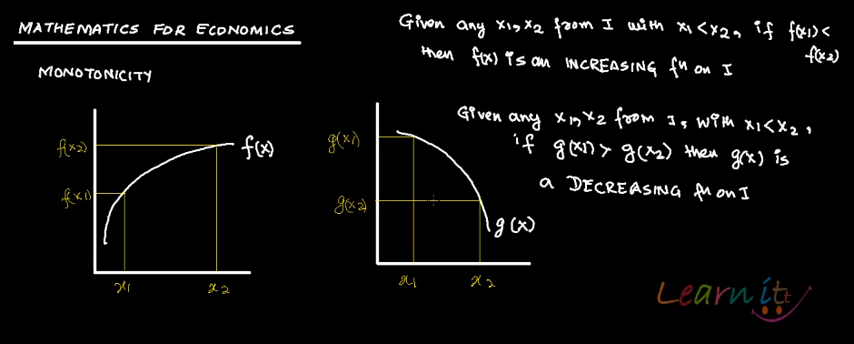 MATHEMATICS FOR ECONOMICS
MONOTONICITY
Given any x1, x2 from I with x1 < x2, if f(x1) <
f(x2)
then f(x) is an INCREASING fn on I
Given any x1, x2 from I, with x1 < x2,
if g(x1) > g(x2) then g(x) is
a DECREASING fn on I
f(x2)
f(x)
f(x1)
x1
x2
g(x1)
g(x2)
g(x)
x1
x2
Learnitt